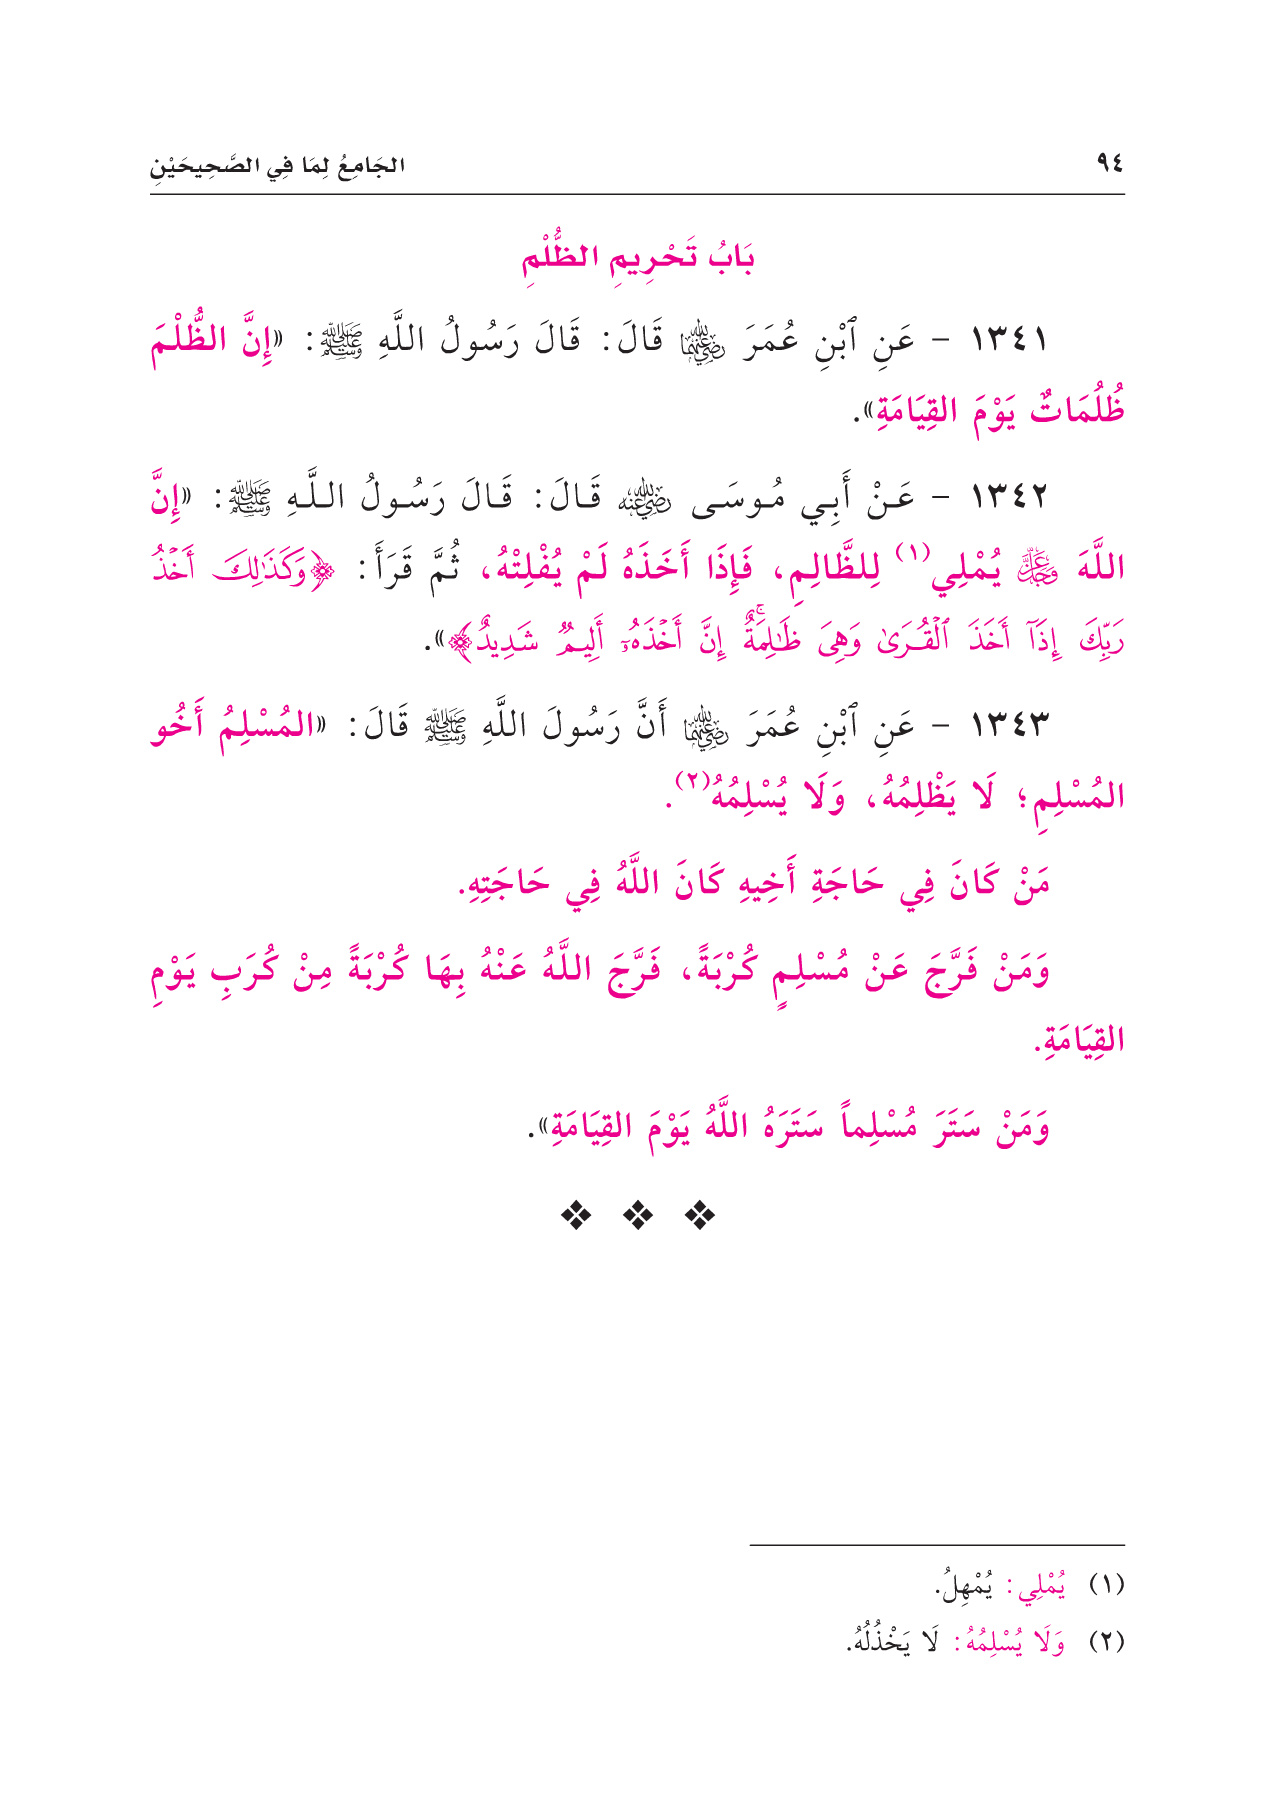 ٩٤
الجَامِعُ لِمَا فِي الصَّحِيحَيْنِ
بَابُ تَحْرِيمِ الظُّلْمِ
١٣٤١ - عَنِ ٱبْنِ عُمَرَ رضي الله عنهما قَالَ: قَالَ رَسُولُ اللَّهِ ﷺ: «إِنَّ الظُّلْمَ
ظُلُمَاتٌ يَوْمَ القِيَامَةِ».
١٣٤٢ - عَنْ أَبِي مُوسَى رضي الله عنه قَالَ: قَالَ رَسُولُ اللَّهِ ﷺ: «إِنَّ
اللَّهَ عز وجل يُمْلِي(١) لِلظَّالِمِ، فَإِذَا أَخَذَهُ لَمْ يُفْلِتْهُ، ثُمَّ قَرَأَ: ﴿وَكَذَٰلِكَ أَخۡذُ
رَبِّكَ إِذَآ أَخَذَ ٱلۡقُرَىٰ وَهِيَ ظَٰلِمَةٌۚ إِنَّ أَخۡذَهُۥٓ أَلِيمٞ شَدِيدٌ﴾».
١٣٤٣ - عَنِ ٱبْنِ عُمَرَ رضي الله عنهما أَنَّ رَسُولَ اللَّهِ ﷺ قَالَ: «المُسْلِمُ أَخُو
المُسْلِمِ؛ لَا يَظْلِمُهُ، وَلَا يُسْلِمُهُ(٢).
مَنْ كَانَ فِي حَاجَةِ أَخِيهِ كَانَ اللَّهُ فِي حَاجَتِهِ.
وَمَنْ فَرَّجَ عَنْ مُسْلِمٍ كُرْبَةً، فَرَّجَ اللَّهُ عَنْهُ بِهَا كُرْبَةً مِنْ كُرَبِ يَوْمِ
القِيَامَةِ.
وَمَنْ سَتَرَ مُسْلِماً سَتَرَهُ اللَّهُ يَوْمَ القِيَامَةِ».
(١) يُمْلِي: يُمْهِلُ.
(٢) وَلَا يُسْلِمُهُ: لَا يَخْذُلُهُ.